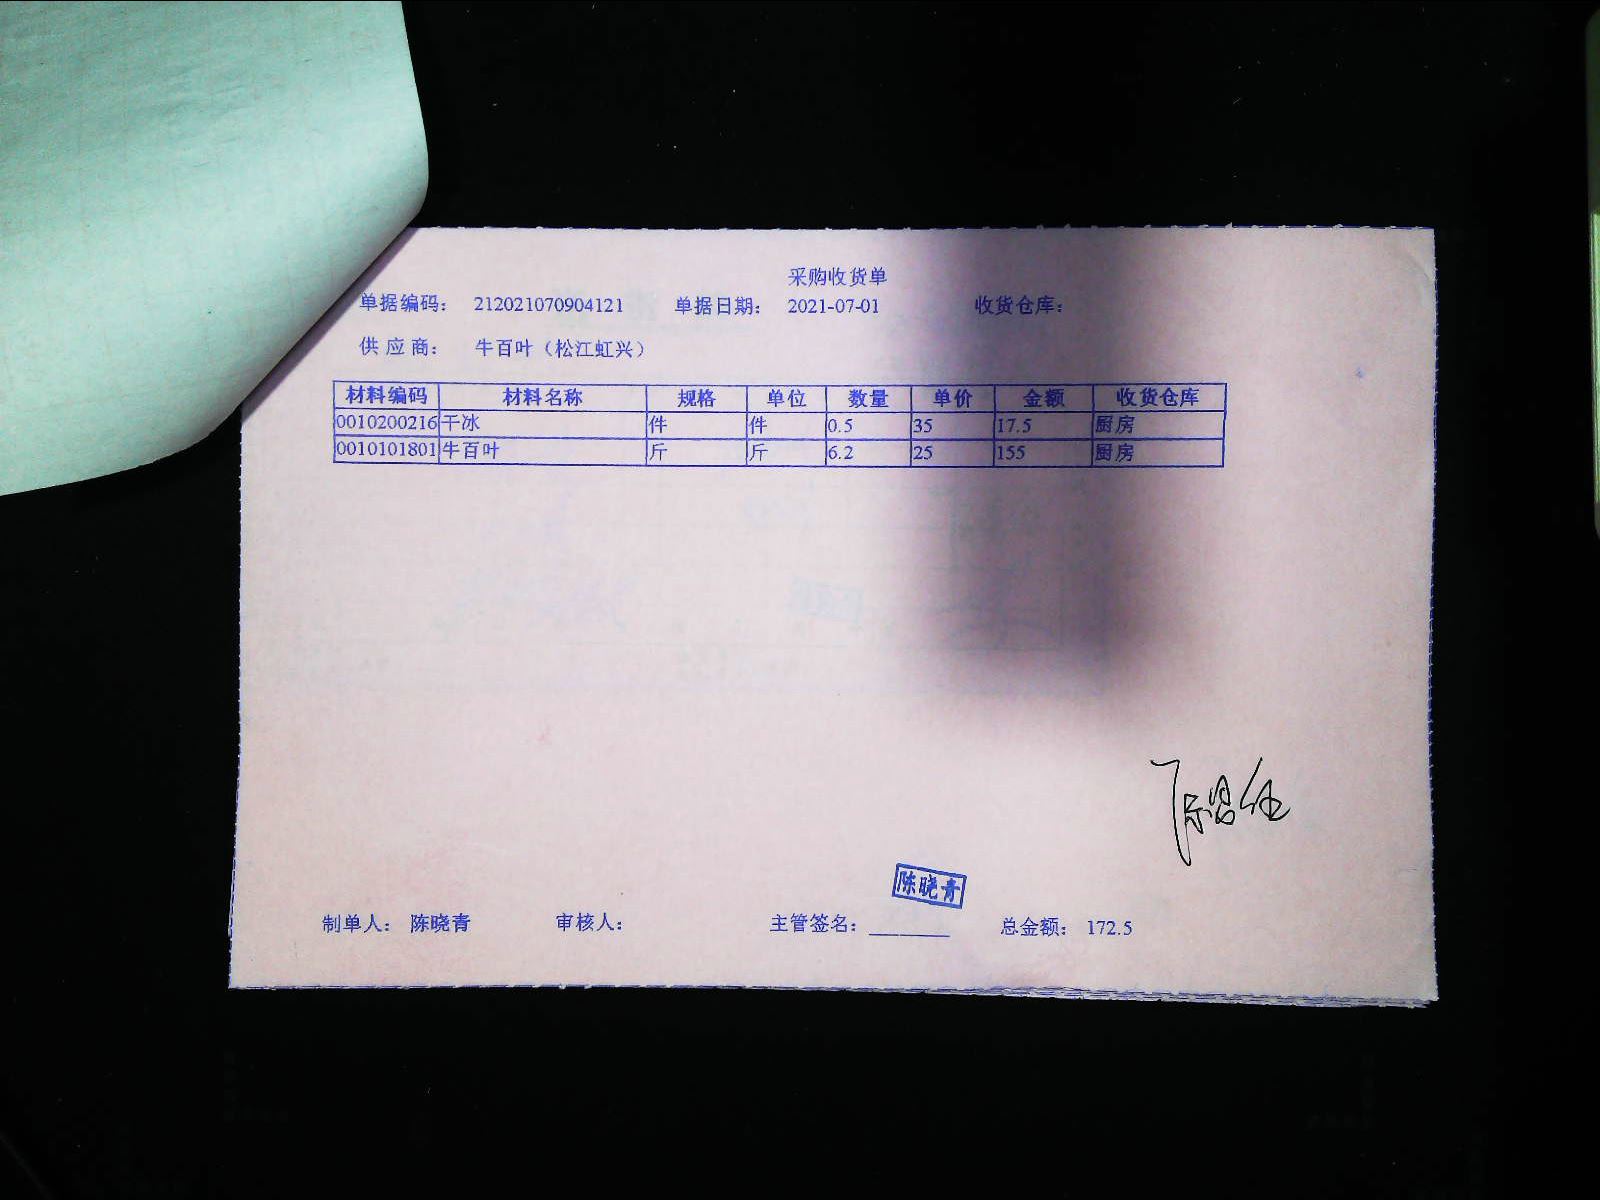 采购收货单
单据编码： 212021070904121 单据日期： 2021-07-01 收货仓库：
供 应 商： 牛百叶（松江虹兴）
材料编码 材料名称 规格 单位 数量 单价 金额 收货仓库
0010200216 干冰 件 件 0.5 35 17.5 厨房
0010101801 牛百叶 斤 斤 6.2 25 155 厨房
陈晓青
制单人： 陈晓青 审核人： 主管签名： 总金额： 172.5